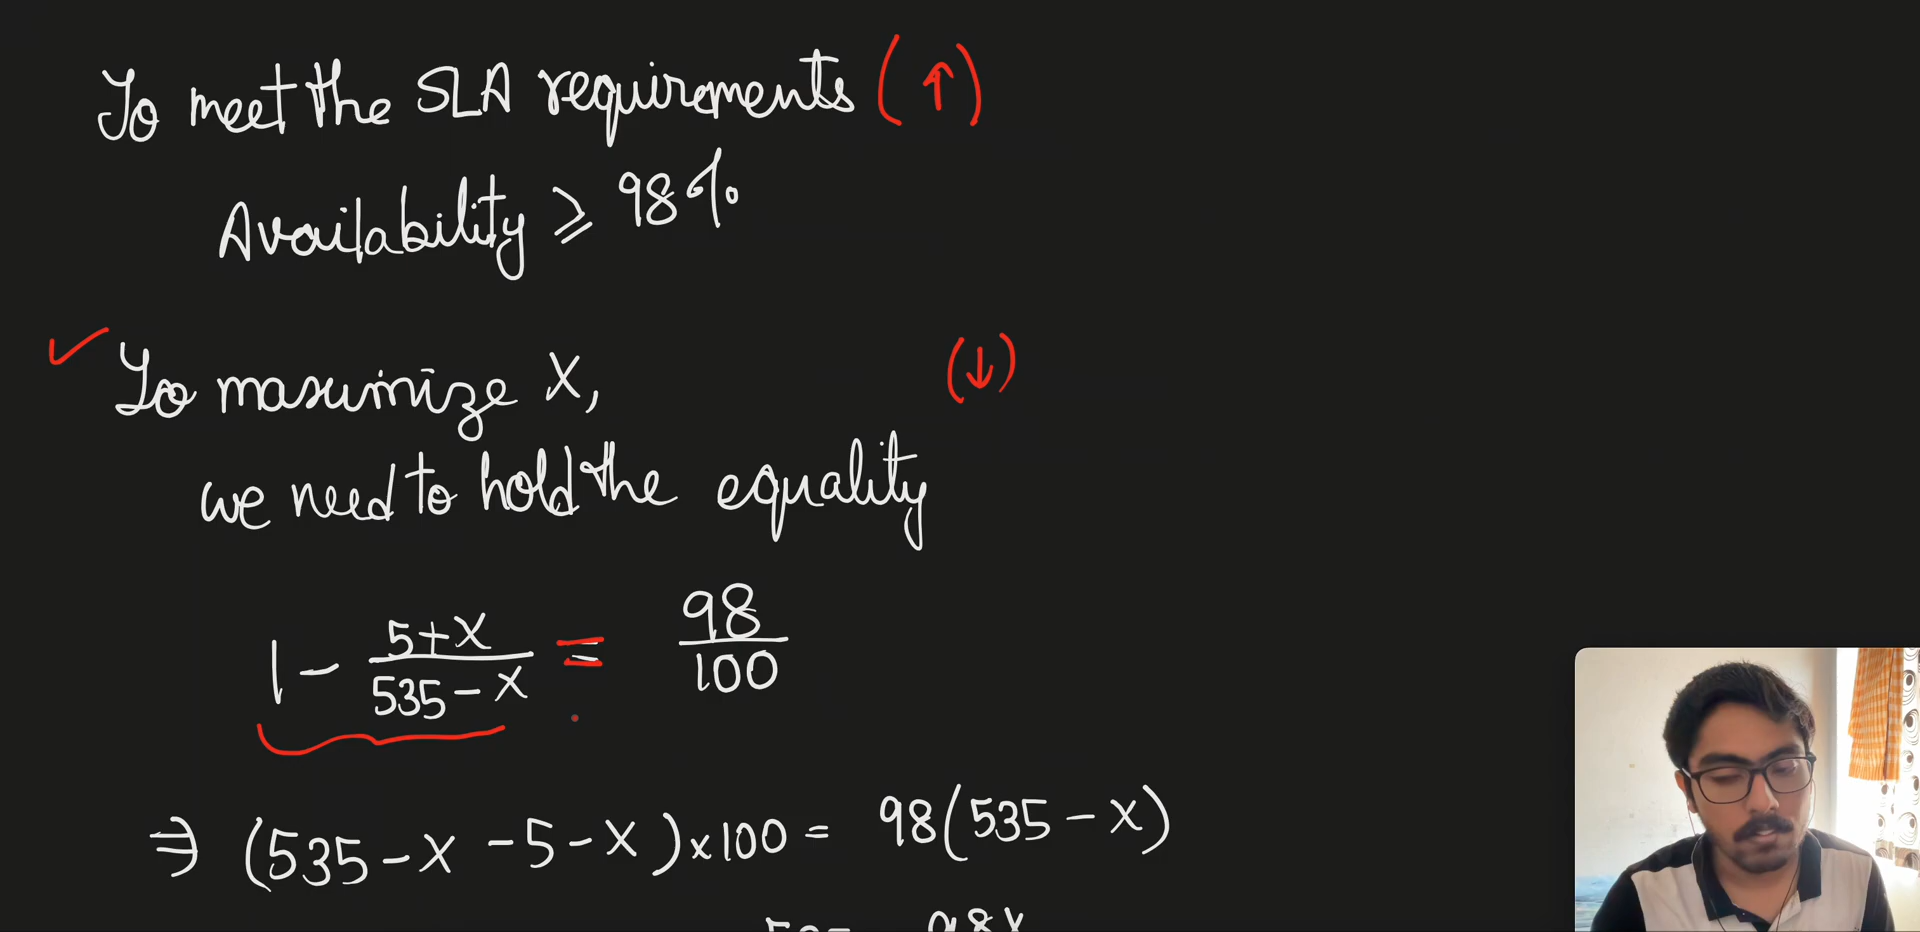 To meet the SLA requirements (↑)
Availability ⩾ 98%
✓ To maximize X, (↓)
we need to hold the equality
1 - (5+X)/(535-X) = 98/100
⇒ (535-X -5-X)×100 = 98(535-X)
98X